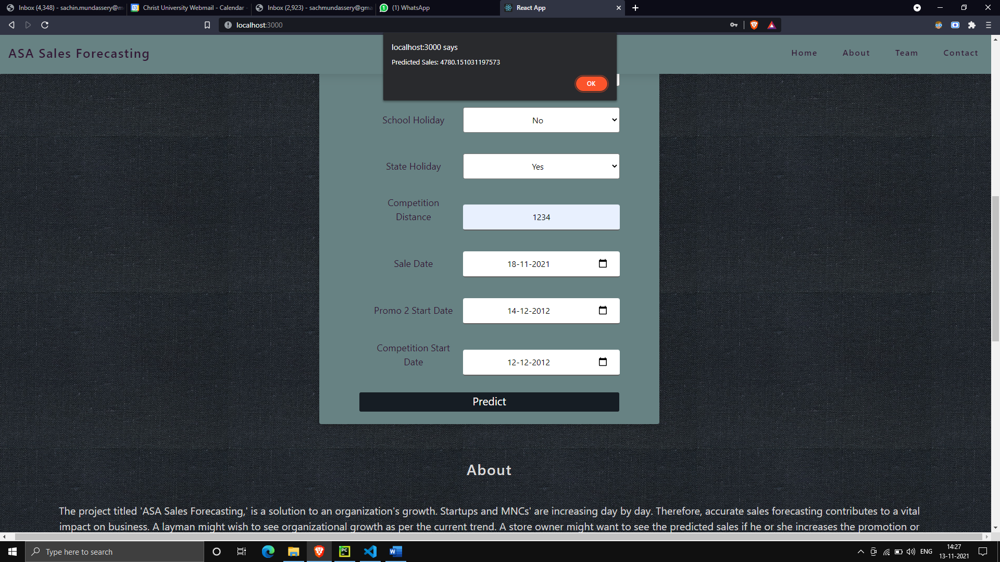 Inbox (4,348) - sachin.mundassery@m
Christ University Webmail - Calendar -
Inbox (2,923) - sachmundassery@gma
(1) WhatsApp
React App
localhost:3000
ASA Sales Forecasting
Home
About
Team
Contact
localhost:3000 says
Predicted Sales: 4780.151031197573
OK
School Holiday
No
State Holiday
Yes
Competition
Distance
1234
Sale Date
18-11-2021
Promo 2 Start Date
14-12-2012
Competition Start
Date
12-12-2012
Predict
About
The project titled 'ASA Sales Forecasting,' is a solution to an organization's growth. Startups and MNCs' are increasing day by day. Therefore, accurate sales forecasting contributes to a vital
impact on business. A layman might wish to see organizational growth as per the current trend. A store owner might want to see the predicted sales if he or she increases the promotion or
Type here to search
ENG
14:27
13-11-2021